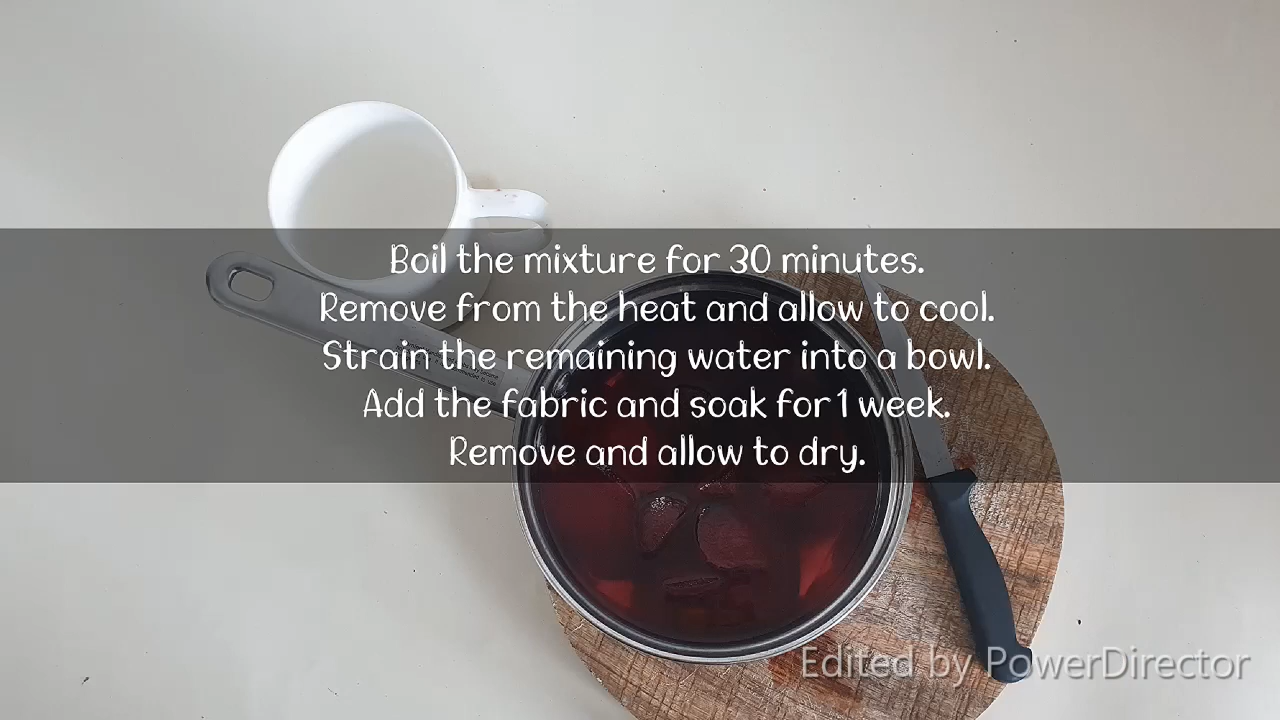 Boil the mixture for 30 minutes.
Remove from the heat and allow to cool.
Strain the remaining water into a bowl.
Add the fabric and soak for 1 week.
Remove and allow to dry.
Edited by PowerDirector